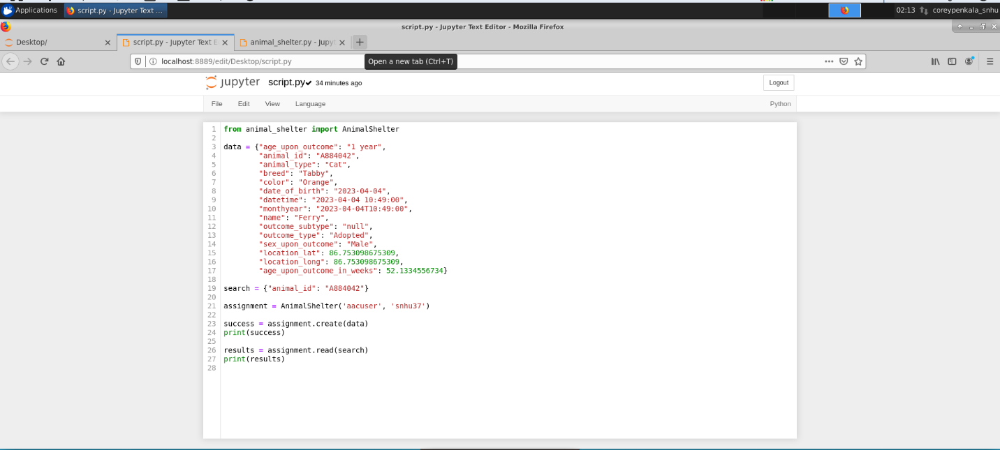 Applications script.py - Jupyter Text ... 02:13 coreypenkala_snhu
script.py - Jupyter Text Editor - Mozilla Firefox
Desktop/ script.py - Jupyter Text E animal_shelter.py - Jupyt
localhost:8889/edit/Desktop/script.py Open a new tab (Ctrl+T)
jupyter script.py 34 minutes ago Logout
File Edit View Language Python
1 from animal_shelter import AnimalShelter
2
3 data = {"age_upon_outcome": "1 year",
4 "animal_id": "A884042",
5 "animal_type": "Cat",
6 "breed": "Tabby",
7 "color": "Orange",
8 "date_of_birth": "2023-04-04",
9 "datetime": "2023-04-04 10:49:00",
10 "monthyear": "2023-04-04T10:49:00",
11 "name": "Ferry",
12 "outcome_subtype": "null",
13 "outcome_type": "Adopted",
14 "sex_upon_outcome": "Male",
15 "location_lat": 86.753098675309,
16 "location_long": 86.753098675309,
17 "age_upon_outcome_in_weeks": 52.1334556734}
18
19 search = {"animal_id": "A884042"}
20
21 assignment = AnimalShelter('aacuser', 'snhu37')
22
23 success = assignment.create(data)
24 print(success)
25
26 results = assignment.read(search)
27 print(results)
28